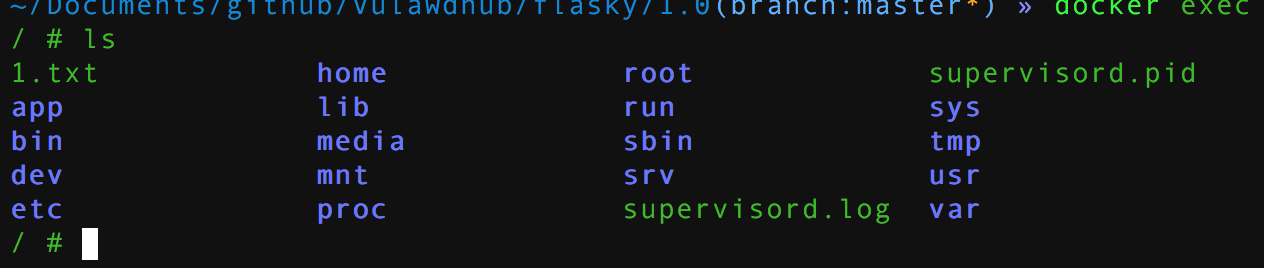 ~/Documents/github/vulawdhub/flasky/1.0(branch:master*) » docker exec
/ # ls
1.txt home root supervisord.pid
app lib run sys
bin media sbin tmp
dev mnt srv usr
etc proc supervisord.log var
/ #